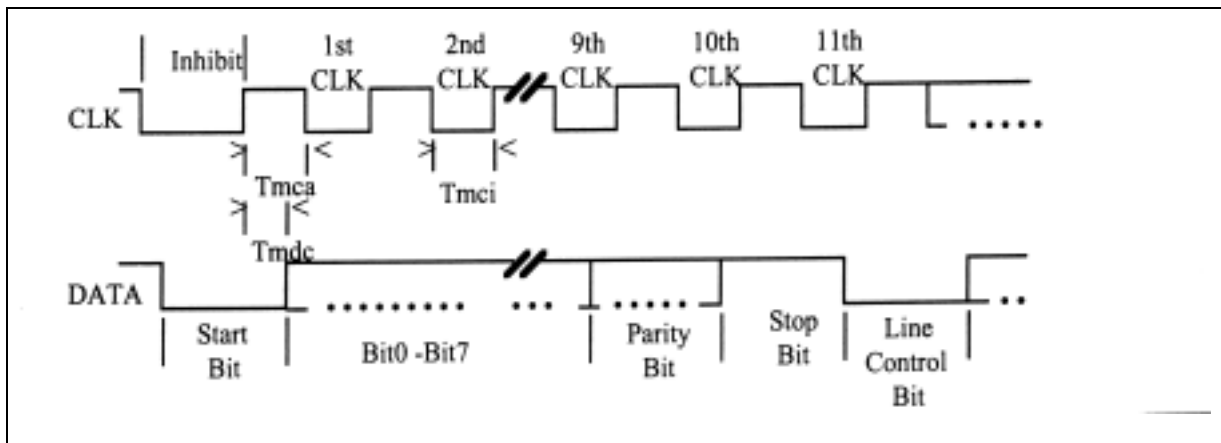 Inhibit
1st
CLK
2nd
CLK
9th
CLK
10th
CLK
11th
CLK
CLK
Tmca
Tmci
Tmdc
DATA
Start
Bit
Bit0 -Bit7
Parity
Bit
Stop
Bit
Line
Control
Bit